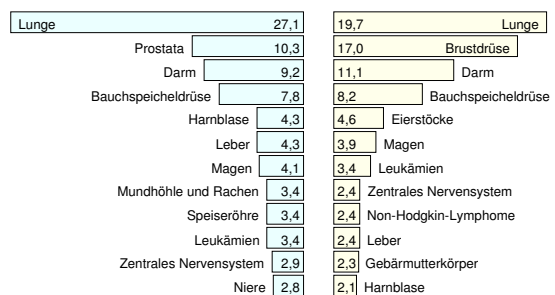 Lunge 27,1 19,7 Lunge
Prostata 10,3 17,0 Brustdrüse
Darm 9,2 11,1 Darm
Bauchspeicheldrüse 7,8 8,2 Bauchspeicheldrüse
Harnblase 4,3 4,6 Eierstöcke
Leber 4,3 3,9 Magen
Magen 4,1 3,4 Leukämien
Mundhöhle und Rachen 3,4 2,4 Zentrales Nervensystem
Speiseröhre 3,4 2,4 Non-Hodgkin-Lymphome
Leukämien 3,4 2,4 Leber
Zentrales Nervensystem 2,9 2,3 Gebärmutterkörper
Niere 2,8 2,1 Harnblase